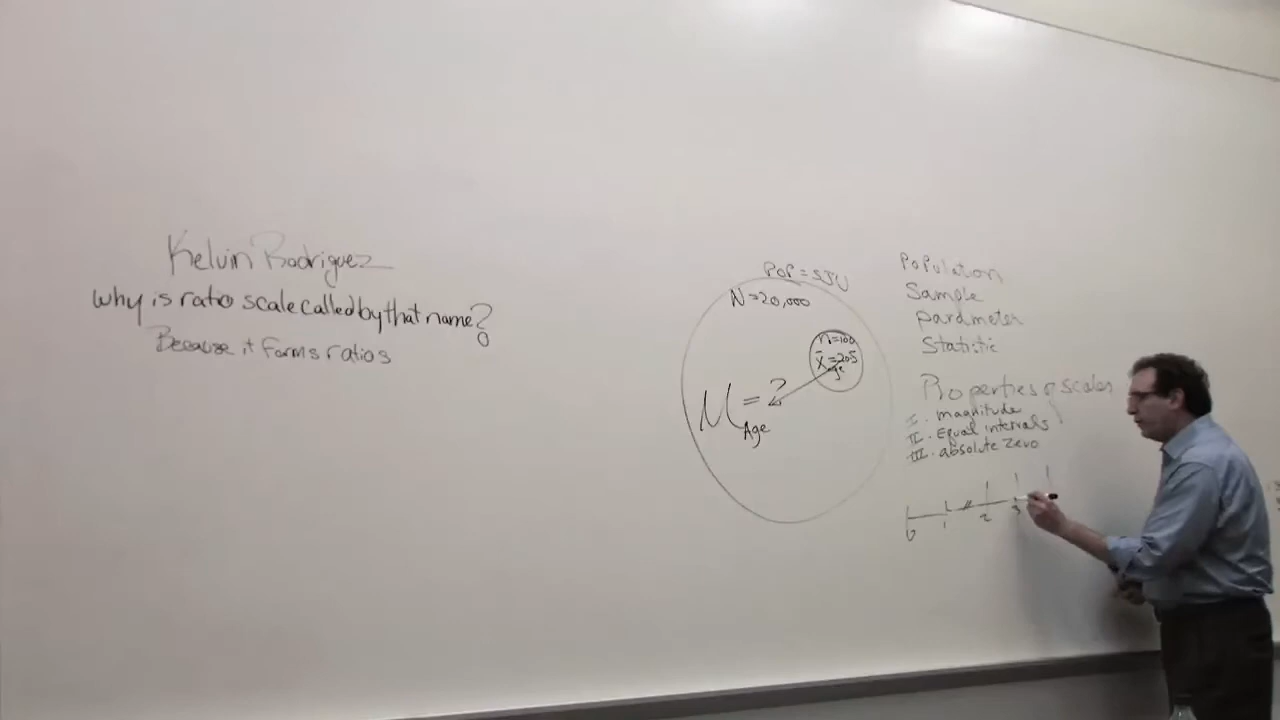 Kelvin Rodriguez
why is ratio scale called by that name?
Because it forms ratios
POP = SJU
N = 20,000
n=100
x̄ = 20.5
age
M = ?
Age
Population
Sample
parameter
Statistic
Properties of scales
I. magnitude
II. Equal intervals
III. absolute zero
0 1 2 3